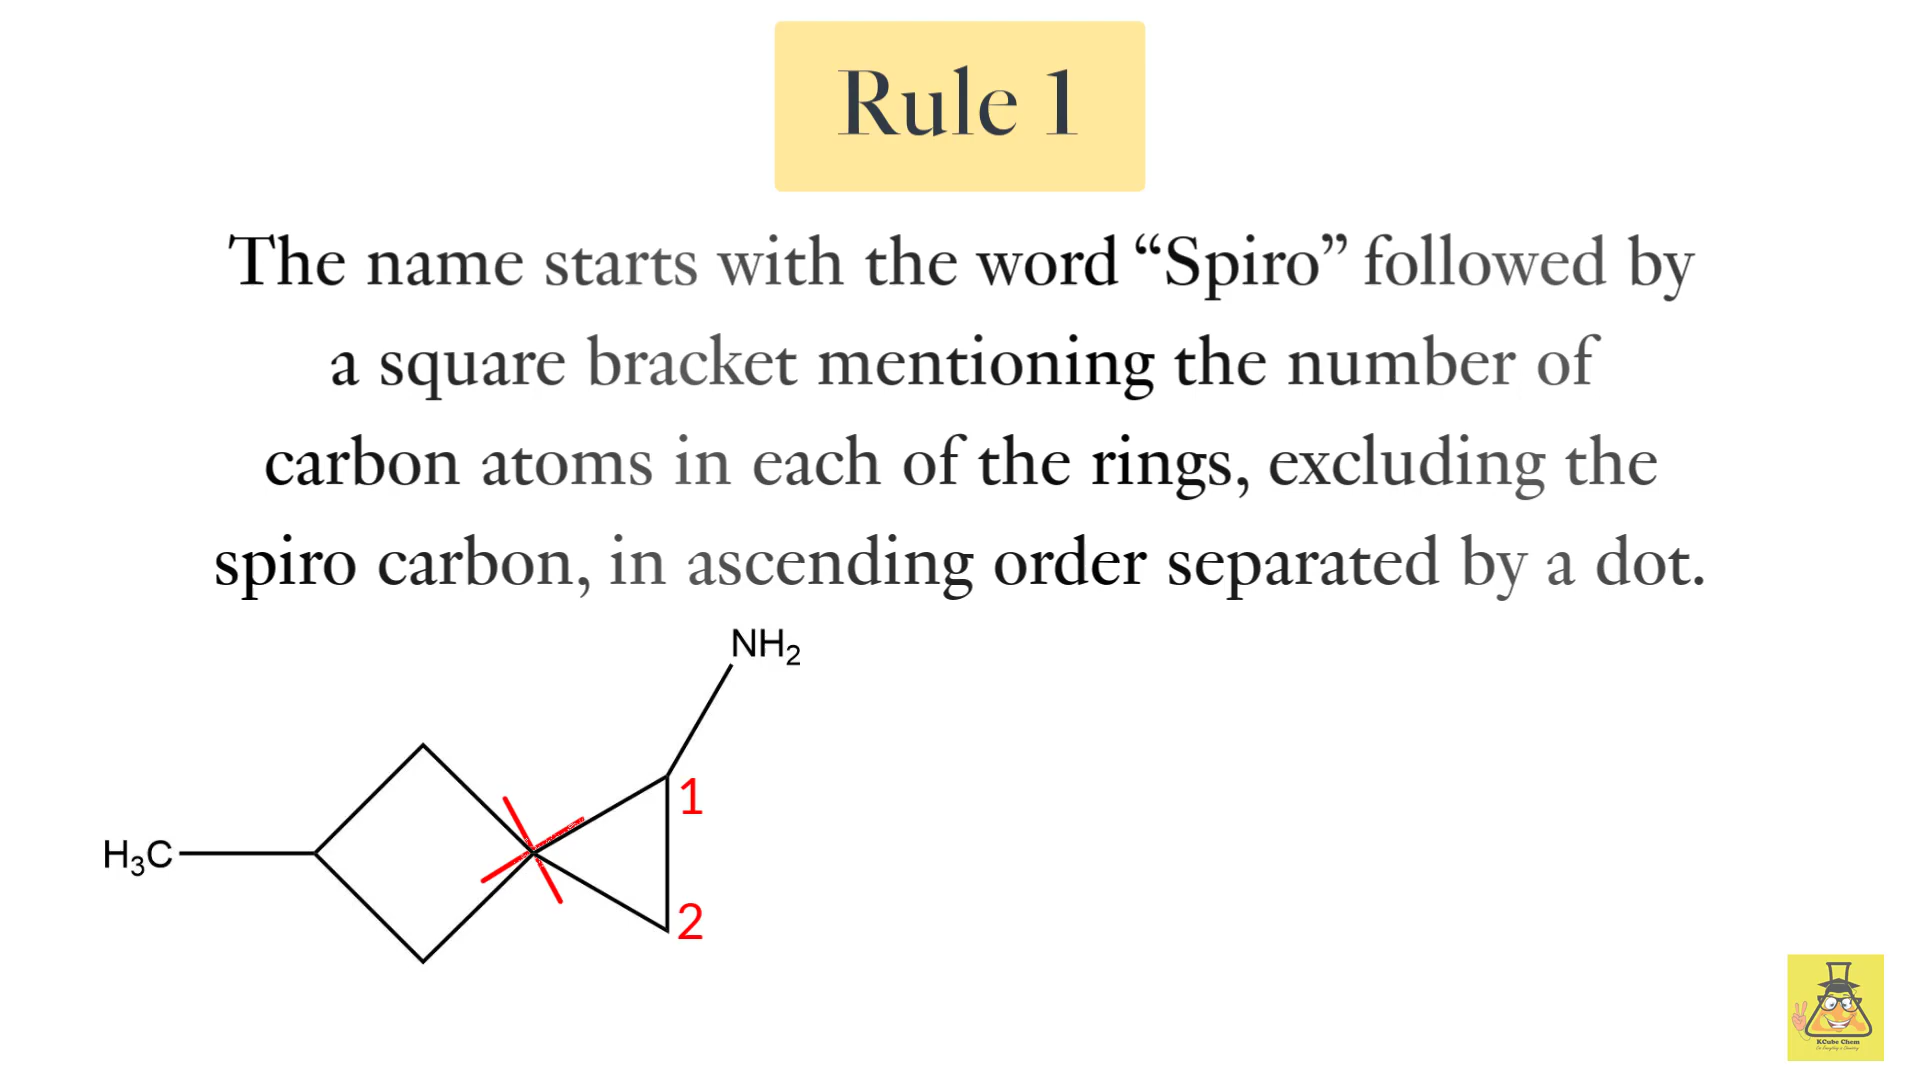 Rule 1
The name starts with the word “Spiro” followed by
a square bracket mentioning the number of
carbon atoms in each of the rings, excluding the
spiro carbon, in ascending order separated by a dot.
NH2
1
H3C
2
KCube Chem